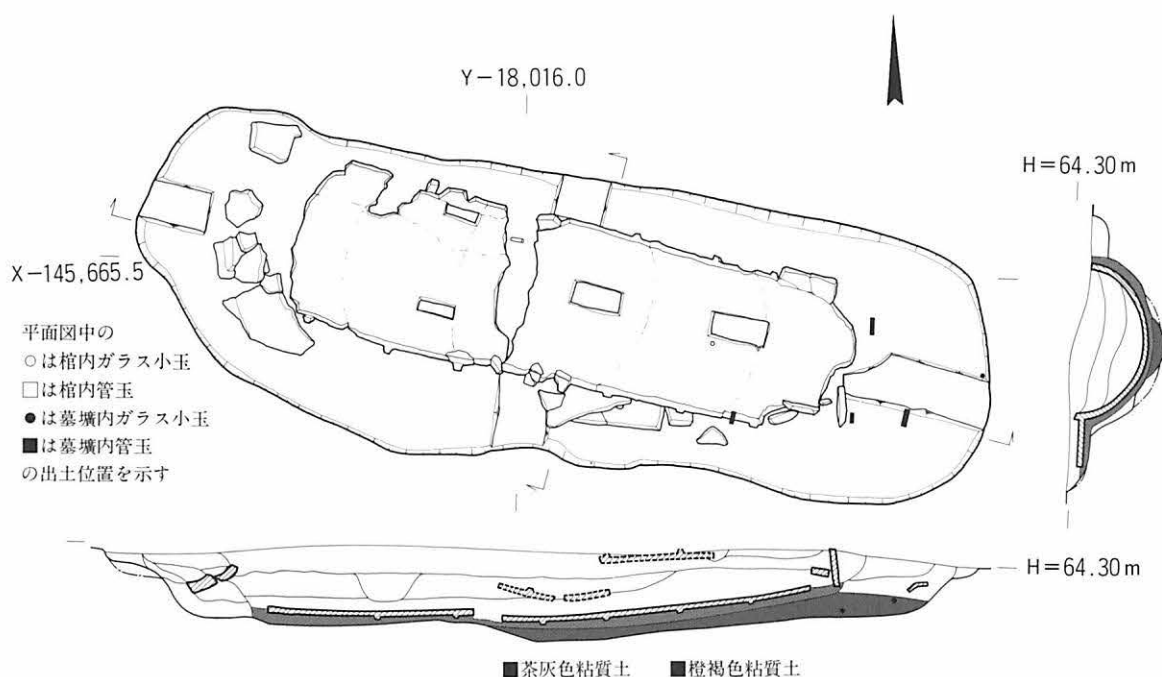 Y−18,016.0
H=64.30m
X−145,665.5
平面図中の
○は棺内ガラス小玉
□は棺内管玉
●は墓壙内ガラス小玉
■は墓壙内管玉
の出土位置を示す
H=64.30m
■茶灰色粘質土 ■橙褐色粘質土